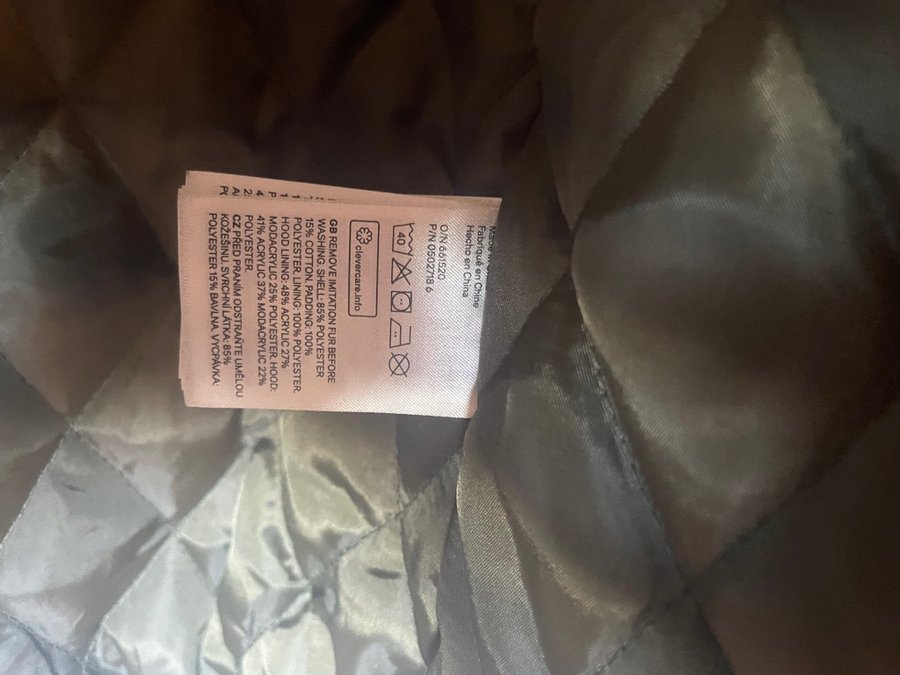 Fabriqué en Chine
Hecho en China
O/N 661520
P/N 0502718 6
40
clevercare.info
GB REMOVE IMITATION FUR BEFORE
WASHING. SHELL: 85% POLYESTER
15% COTTON. PADDING: 100%
POLYESTER. LINING: 100% POLYESTER.
HOOD LINING: 48% ACRYLIC 27%
MODACRYLIC 25% POLYESTER. HOOD:
41% ACRYLIC 37% MODACRYLIC 22%
POLYESTER.
CZ PŘED PRANÍM ODSTRAŇTE UMĚLOU
KOŽEŠINU. SVRCHNÍ LÁTKA: 85%
POLYESTER 15% BAVLNA. VYCPÁVKA: